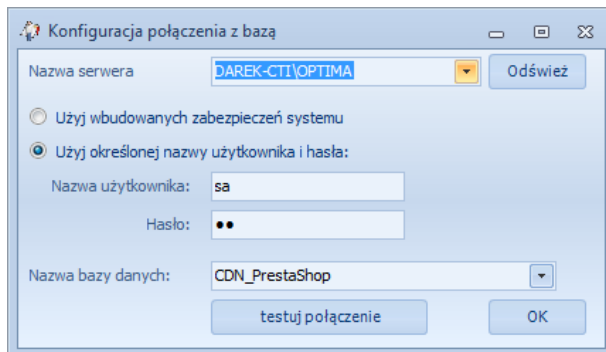 Konfiguracja połączenia z bazą
Nazwa serwera DAREK-CTI\OPTIMA Odśwież
Użyj wbudowanych zabezpieczeń systemu
Użyj określonej nazwy użytkownika i hasła:
Nazwa użytkownika: sa
Hasło: ●●
Nazwa bazy danych: CDN_PrestaShop
testuj połączenie OK